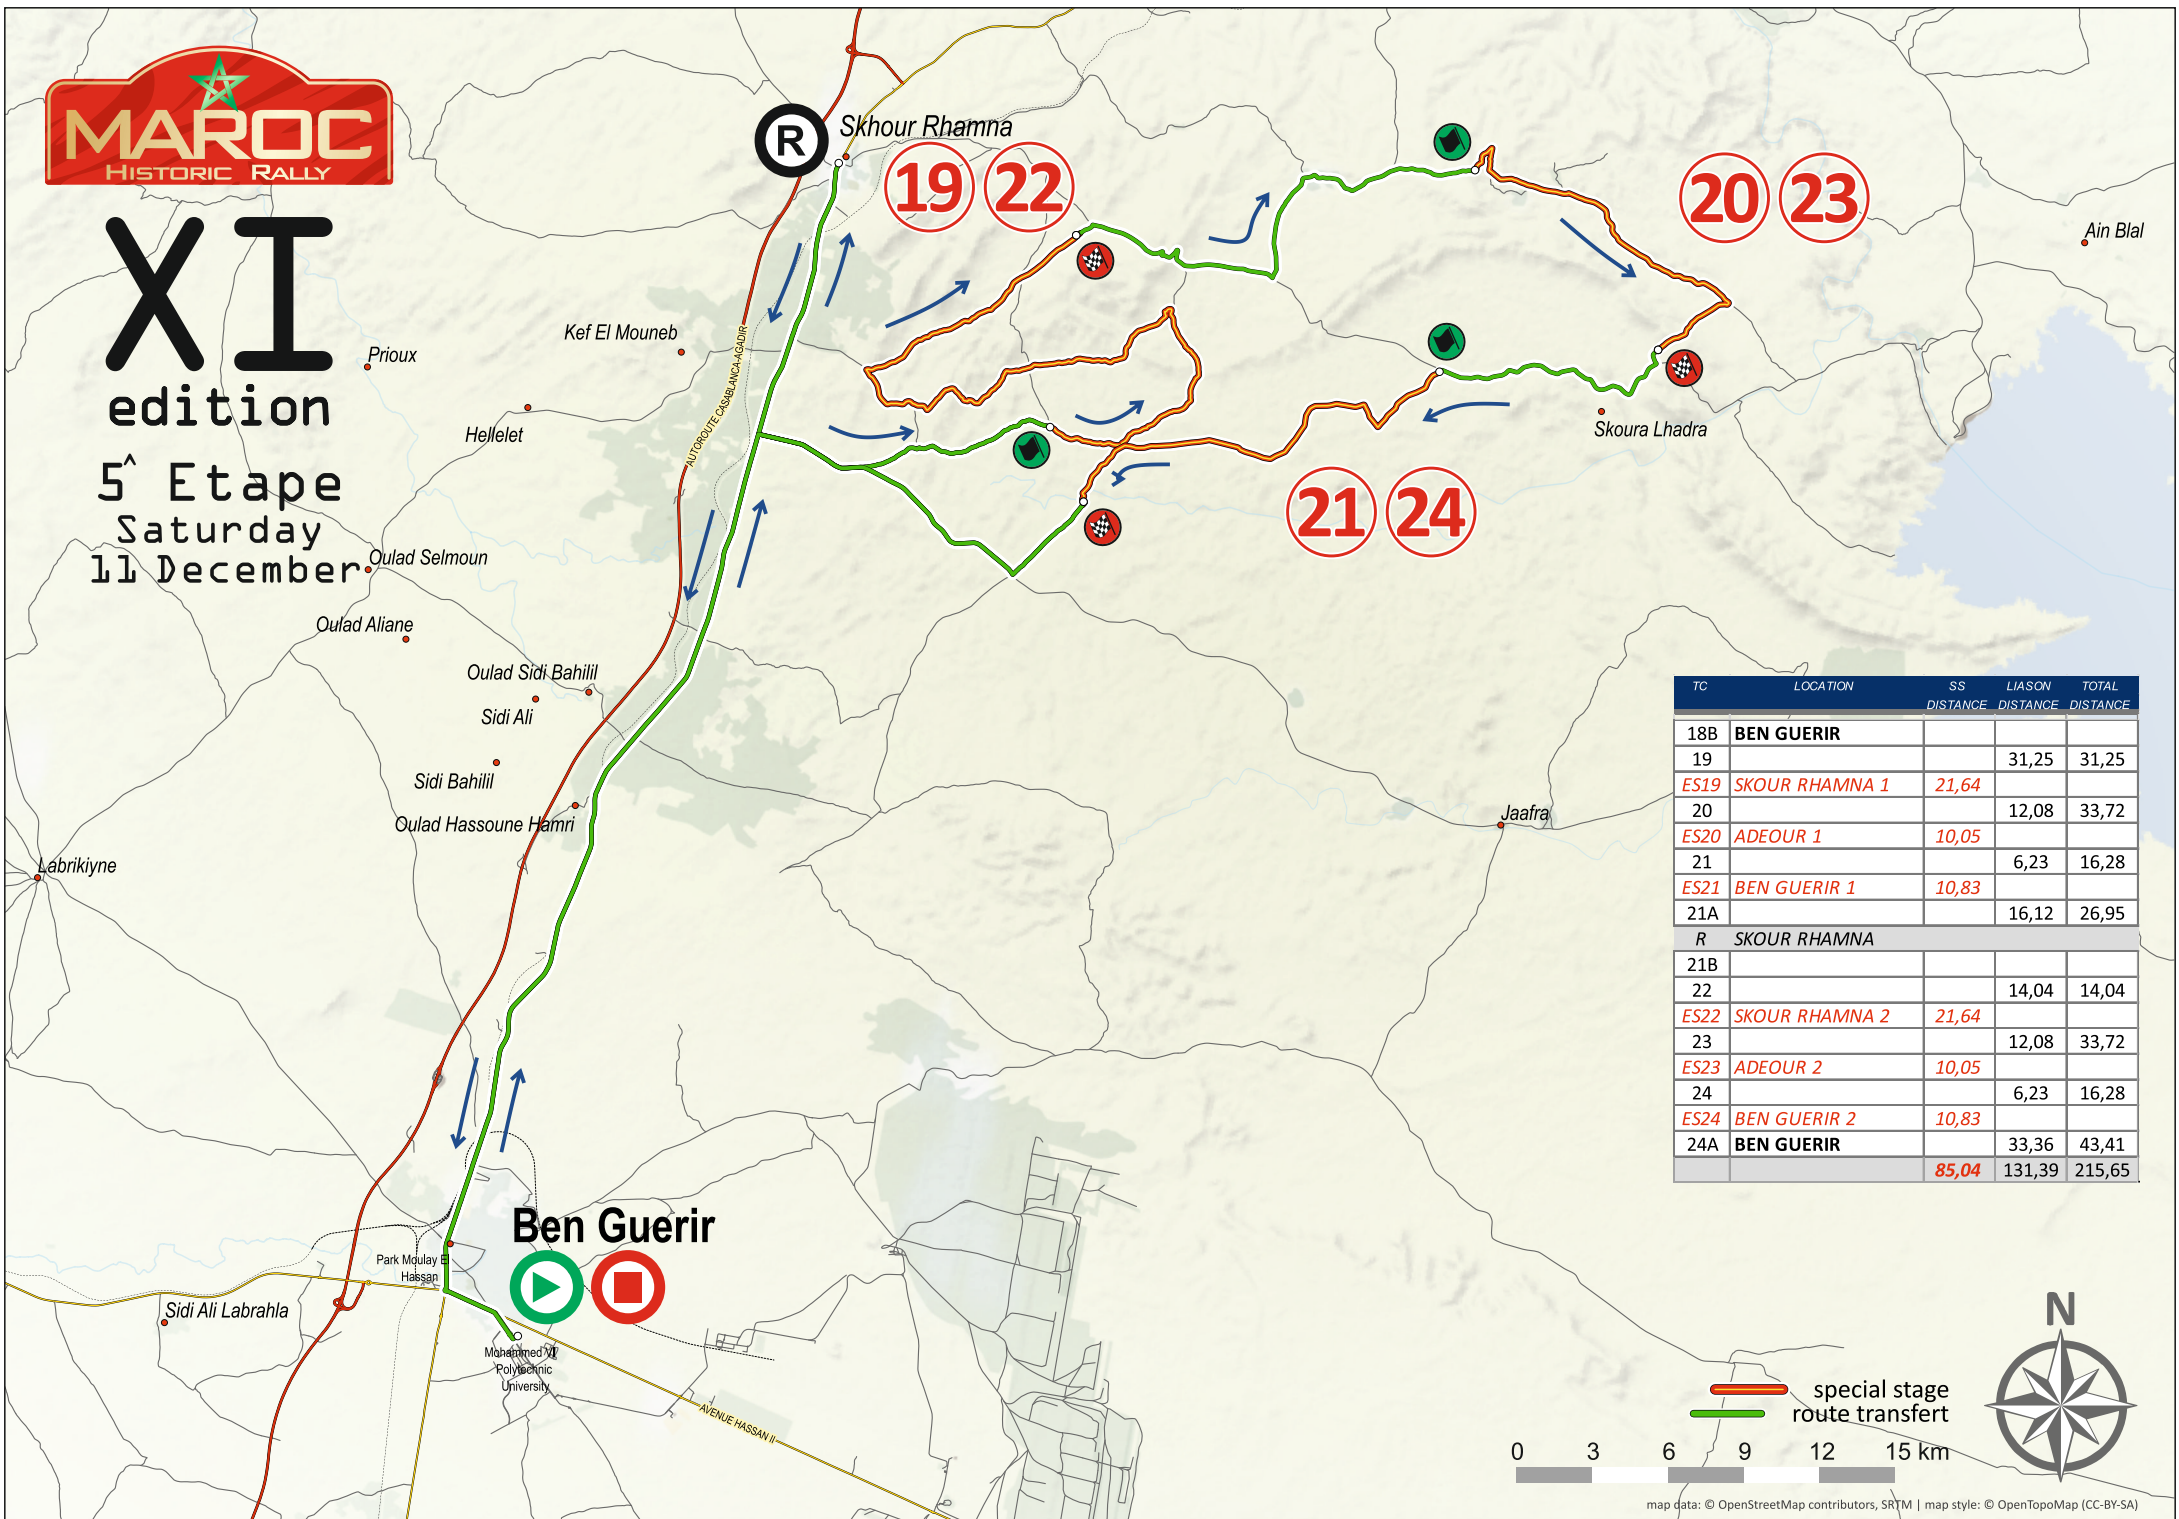 MAROC
HISTORIC RALLY
XI
edition
5^ Etape
Saturday
11 December
R
Skhour Rhamna
19 22
20 23
21 24
Ain Blal
Kef El Mouneb
Prioux
Hellelet
AUTOROUTE CASABLANCA-AGADIR
Skoura Lhadra
Oulad Selmoun
Oulad Aliane
Oulad Sidi Bahilil
Sidi Ali
Sidi Bahilil
Oulad Hassoune Hamri
Labrikiyne
Jaafra
Ben Guerir
Park Moulay El
Hassan
Sidi Ali Labrahla
Mohammed VI
Polytechnic
University
AVENUE HASSAN II
TC LOCATION SS LIASON TOTAL
DISTANCE DISTANCE DISTANCE
18B BEN GUERIR
19 31,25 31,25
ES19 SKOUR RHAMNA 1 21,64
20 12,08 33,72
ES20 ADEOUR 1 10,05
21 6,23 16,28
ES21 BEN GUERIR 1 10,83
21A 16,12 26,95
R SKOUR RHAMNA
21B
22 14,04 14,04
ES22 SKOUR RHAMNA 2 21,64
23 12,08 33,72
ES23 ADEOUR 2 10,05
24 6,23 16,28
ES24 BEN GUERIR 2 10,83
24A BEN GUERIR 33,36 43,41
85,04 131,39 215,65
N
special stage
route transfert
0 3 6 9 12 15 km
map data: © OpenStreetMap contributors, SRTM | map style: © OpenTopoMap (CC-BY-SA)